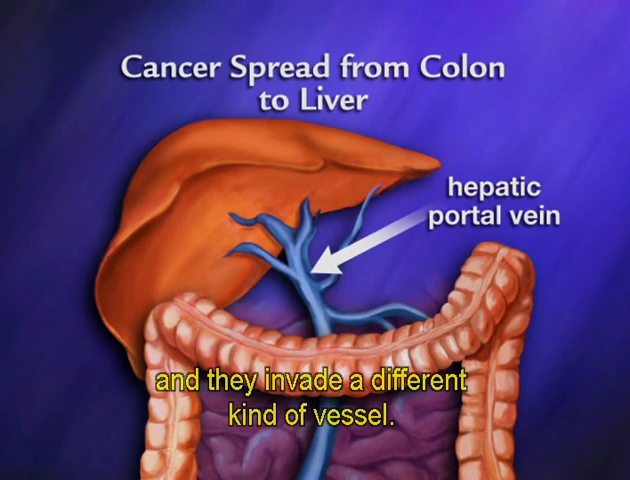 Cancer Spread from Colon
to Liver
hepatic
portal vein
and they invade a different
kind of vessel.